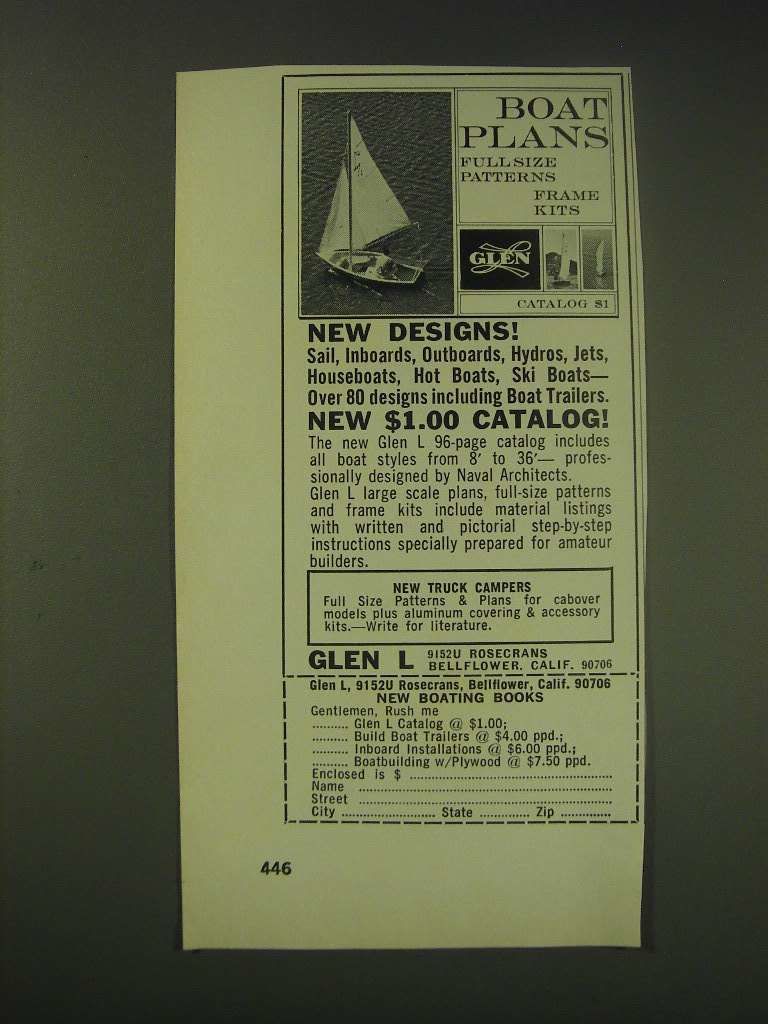 BOAT
PLANS
FULL SIZE
PATTERNS
FRAME
KITS
GLEN L
CATALOG $1
NEW DESIGNS!
Sail, Inboards, Outboards, Hydros, Jets,
Houseboats, Hot Boats, Ski Boats—
Over 80 designs including Boat Trailers.
NEW $1.00 CATALOG!
The new Glen L 96-page catalog includes
all boat styles from 8' to 36'— profes-
sionally designed by Naval Architects.
Glen L large scale plans, full-size patterns
and frame kits include material listings
with written and pictorial step-by-step
instructions specially prepared for amateur
builders.
NEW TRUCK CAMPERS
Full Size Patterns & Plans for cabover
models plus aluminum covering & accessory
kits.—Write for literature.
GLEN L 9152U ROSECRANS
BELLFLOWER, CALIF. 90706
Glen L, 9152U Rosecrans, Bellflower, Calif. 90706
NEW BOATING BOOKS
Gentlemen, Rush me
.......... Glen L Catalog @ $1.00;
.......... Build Boat Trailers @ $4.00 ppd.;
.......... Inboard Installations @ $6.00 ppd.;
.......... Boatbuilding w/Plywood @ $7.50 ppd.
Enclosed is $ ..........
Name ..........
Street ..........
City .......... State .......... Zip ..........
446